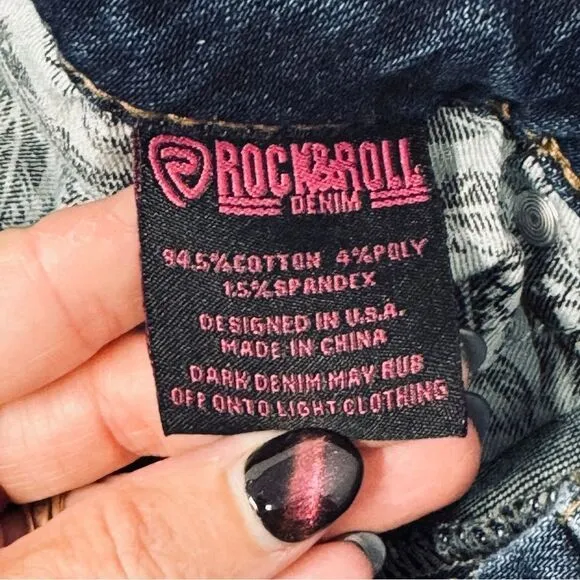 ROCK&ROLL
DENIM
94.5%COTTON 4%POLY
1.5%SPANDEX
DESIGNED IN U.S.A.
MADE IN CHINA
DARK DENIM MAY RUB
OFF ONTO LIGHT CLOTHING